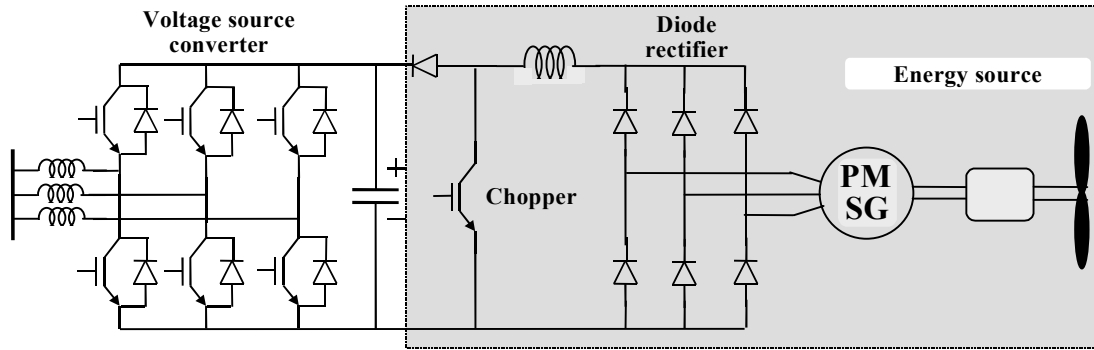 Voltage source
converter
Diode
rectifier
Energy source
+
Chopper
−
PM
SG